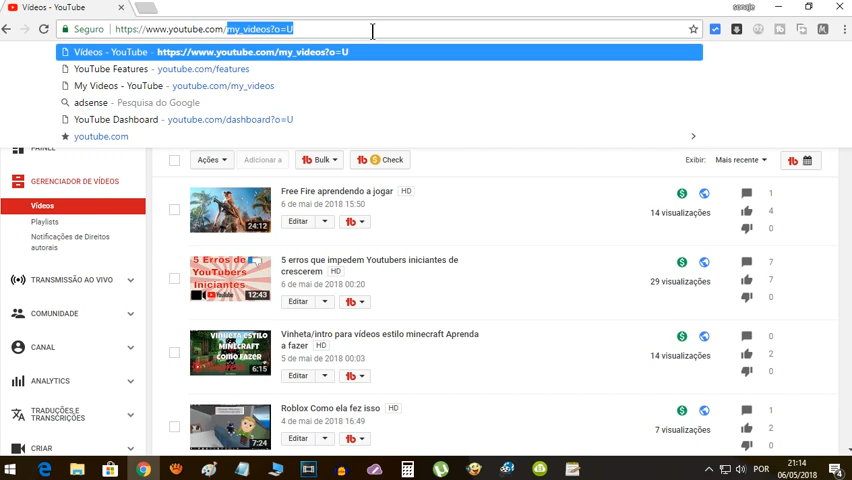 Vídeos - YouTube
sonaje
Seguro https://www.youtube.com/my_videos?o=U
Vídeos - YouTube - https://www.youtube.com/my_videos?o=U
YouTube Features - youtube.com/features
My Videos - YouTube - youtube.com/my_videos
adsense - Pesquisa do Google
YouTube Dashboard - youtube.com/dashboard?o=U
youtube.com
PAINEL
Ações Adicionar a Bulk Check Exibir: Mais recente
GERENCIADOR DE VÍDEOS
Vídeos
Playlists
Notificações de Direitos
autorais
TRANSMISSÃO AO VIVO
COMUNIDADE
CANAL
ANALYTICS
TRADUÇÕES E
TRANSCRIÇÕES
CRIAR
24:12
Free Fire aprendendo a jogar HD
6 de mai de 2018 15:50
Editar
14 visualizações
1
4
0
5 Erros de
YouTubers
Iniciantes
YouTube
12:43
5 erros que impedem Youtubers iniciantes de
crescerem HD
6 de mai de 2018 00:20
Editar
29 visualizações
7
7
0
VINHETA ESTILO
MINECRAFT
COMO FAZER
6:15
Vinheta/intro para vídeos estilo minecraft Aprenda
a fazer HD
5 de mai de 2018 00:03
Editar
14 visualizações
0
2
0
7:24
Roblox Como ela fez isso HD
4 de mai de 2018 16:49
Editar
7 visualizações
1
2
0
POR
21:14
06/05/2018
4